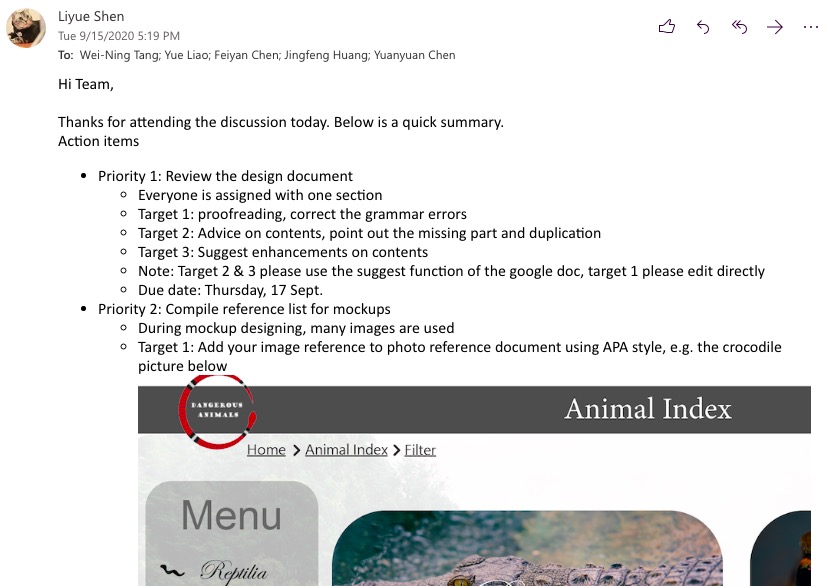 Liyue Shen
Tue 9/15/2020 5:19 PM
To: Wei-Ning Tang; Yue Liao; Feiyan Chen; Jingfeng Huang; Yuanyuan Chen
Hi Team,
Thanks for attending the discussion today. Below is a quick summary.
Action items
• Priority 1: Review the design document
○ Everyone is assigned with one section
○ Target 1: proofreading, correct the grammar errors
○ Target 2: Advice on contents, point out the missing part and duplication
○ Target 3: Suggest enhancements on contents
○ Note: Target 2 & 3 please use the suggest function of the google doc, target 1 please edit directly
○ Due date: Thursday, 17 Sept.
• Priority 2: Compile reference list for mockups
○ During mockup designing, many images are used
○ Target 1: Add your image reference to photo reference document using APA style, e.g. the crocodile
picture below
DANGEROUS
ANIMALS
Animal Index
Home > Animal Index > Filter
Menu
Reptilia